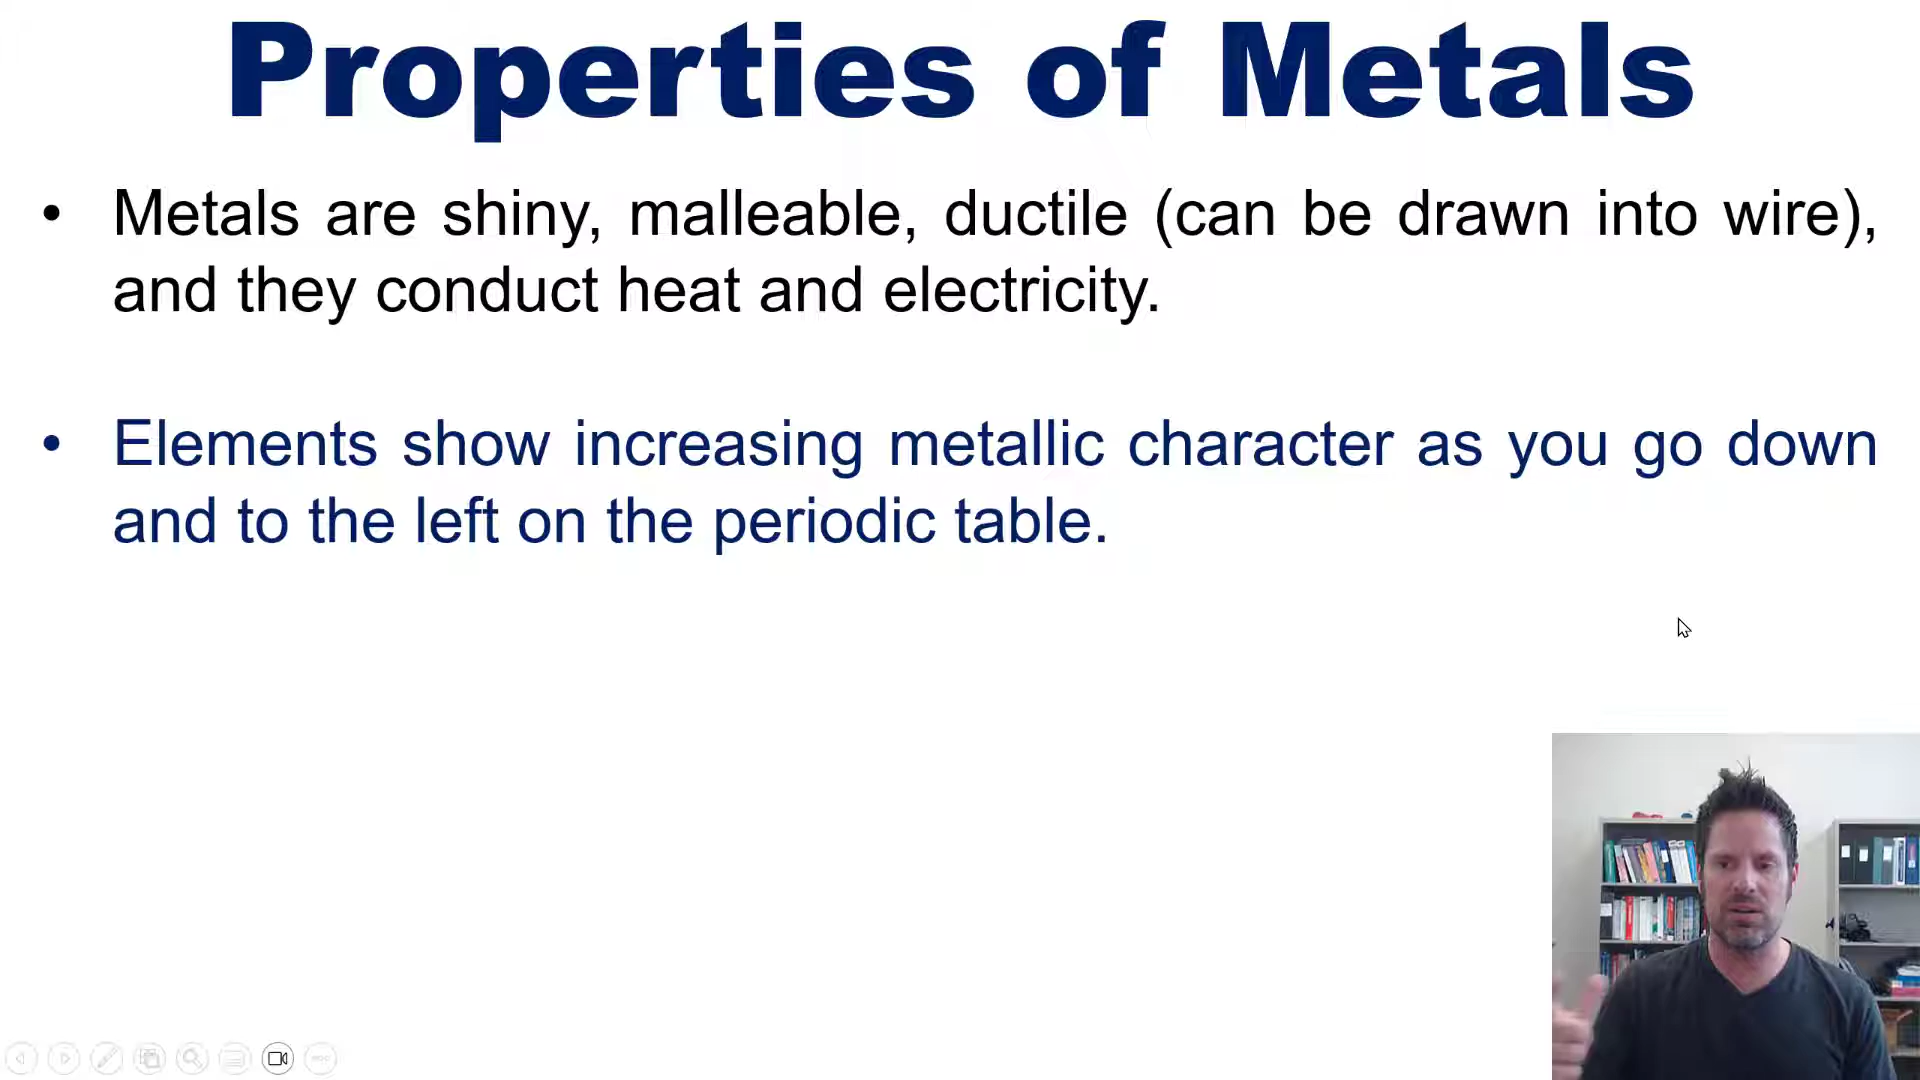 Properties of Metals
• Metals are shiny, malleable, ductile (can be drawn into wire),
and they conduct heat and electricity.
• Elements show increasing metallic character as you go down
and to the left on the periodic table.